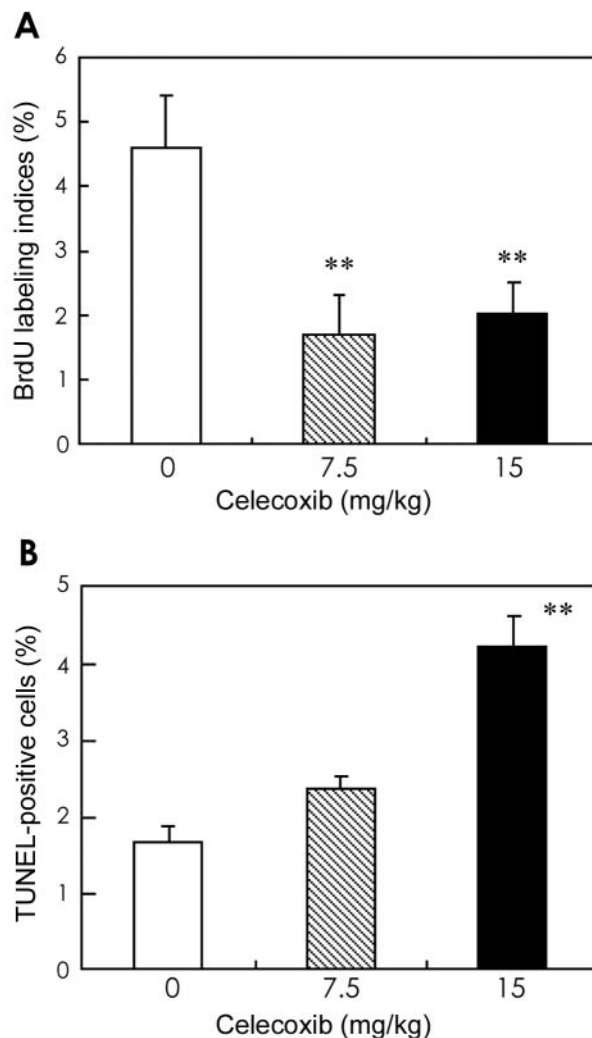 A
6
5
4
3
2
1
0
BrdU labeling indices (%)
**
**
0 7.5 15
Celecoxib (mg/kg)
B
5
4
3
2
1
0
TUNEL-positive cells (%)
**
0 7.5 15
Celecoxib (mg/kg)